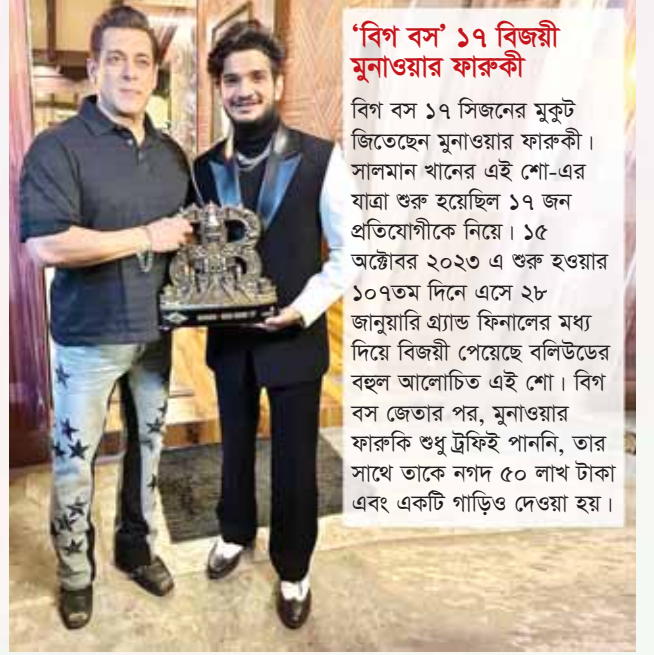 ‘বিগ বস’ ১৭ বিজয়ী
মুনাওয়ার ফারুকী
বিগ বস ১৭ সিজনের মুকুট
জিতেছেন মুনাওয়ার ফারুকী।
সালমান খানের এই শো-এর
যাত্রা শুরু হয়েছিল ১৭ জন
প্রতিযোগীকে নিয়ে। ১৫
অক্টোবর ২০২৩ এ শুরু হওয়ার
১০৭তম দিনে এসে ২৮
জানুয়ারি গ্র্যান্ড ফিনালের মধ্য
দিয়ে বিজয়ী পেয়েছে বলিউডের
বহুল আলোচিত এই শো। বিগ
বস জেতার পর, মুনাওয়ার
ফারুকি শুধু ট্রফিই পাননি, তার
সাথে তাকে নগদ ৫০ লাখ টাকা
এবং একটি গাড়িও দেওয়া হয়।